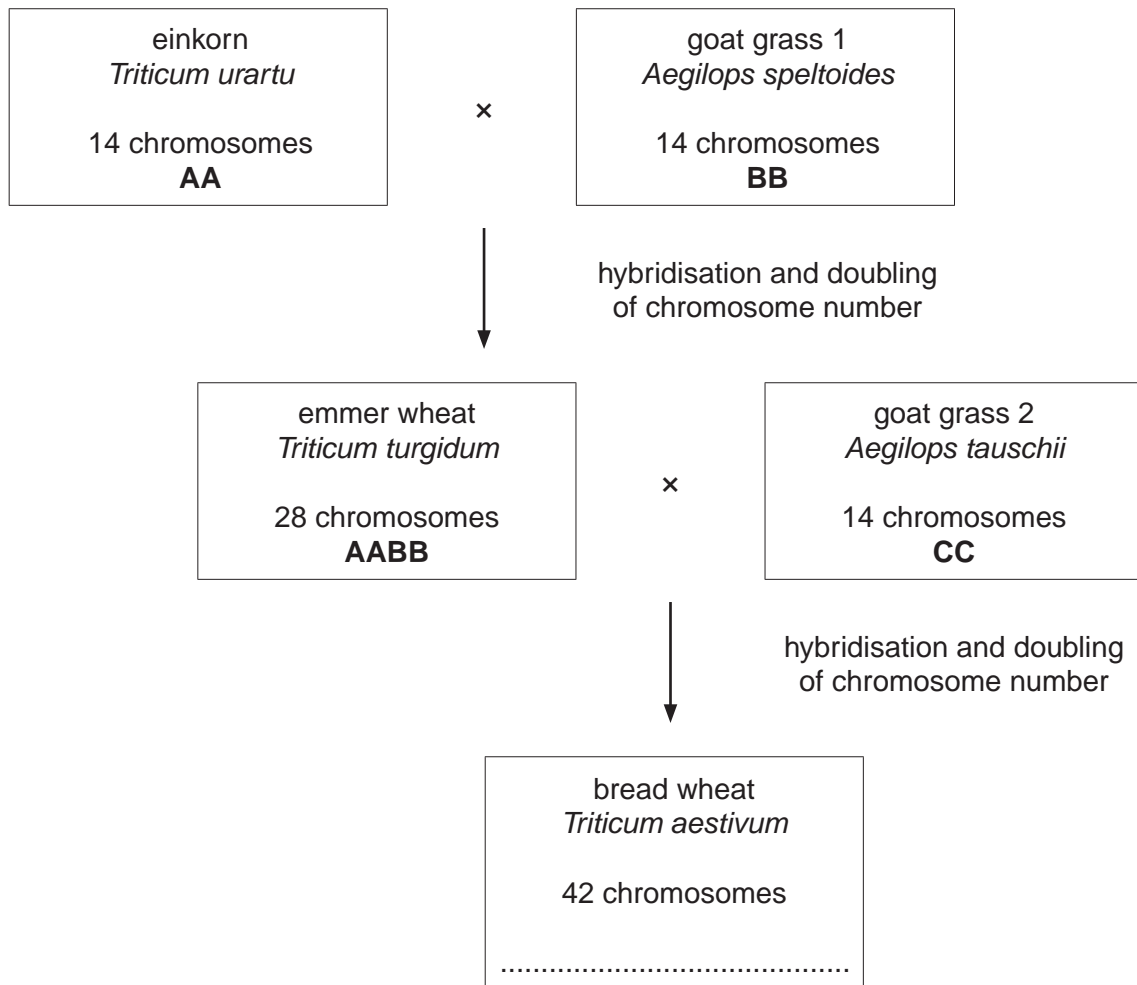 einkorn
Triticum urartu
14 chromosomes
AA
×
goat grass 1
Aegilops speltoides
14 chromosomes
BB
hybridisation and doubling
of chromosome number
emmer wheat
Triticum turgidum
28 chromosomes
AABB
×
goat grass 2
Aegilops tauschii
14 chromosomes
CC
hybridisation and doubling
of chromosome number
bread wheat
Triticum aestivum
42 chromosomes
............................................